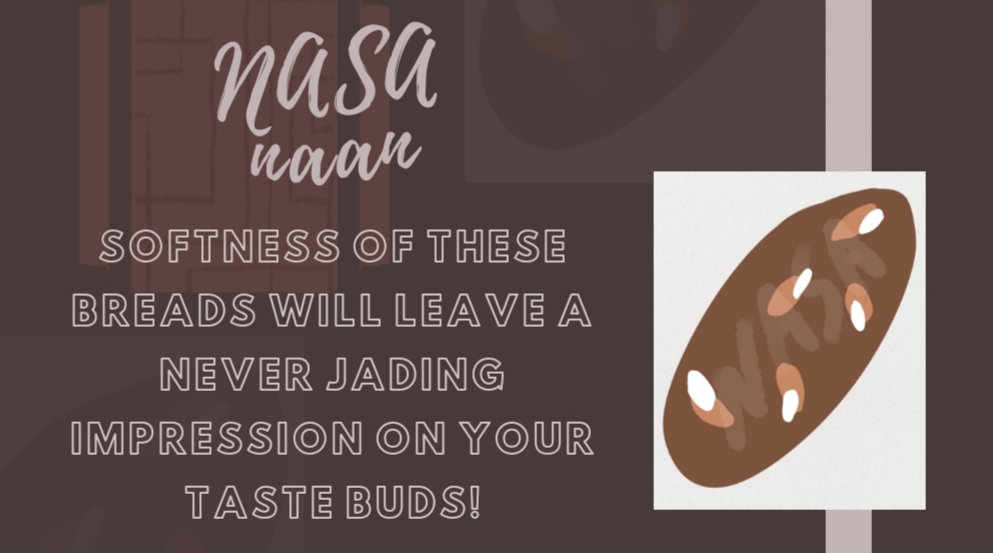 NASA
naan
SOFTNESS OF THESE
BREADS WILL LEAVE A
NEVER JADING
IMPRESSION ON YOUR
TASTE BUDS!
NASA